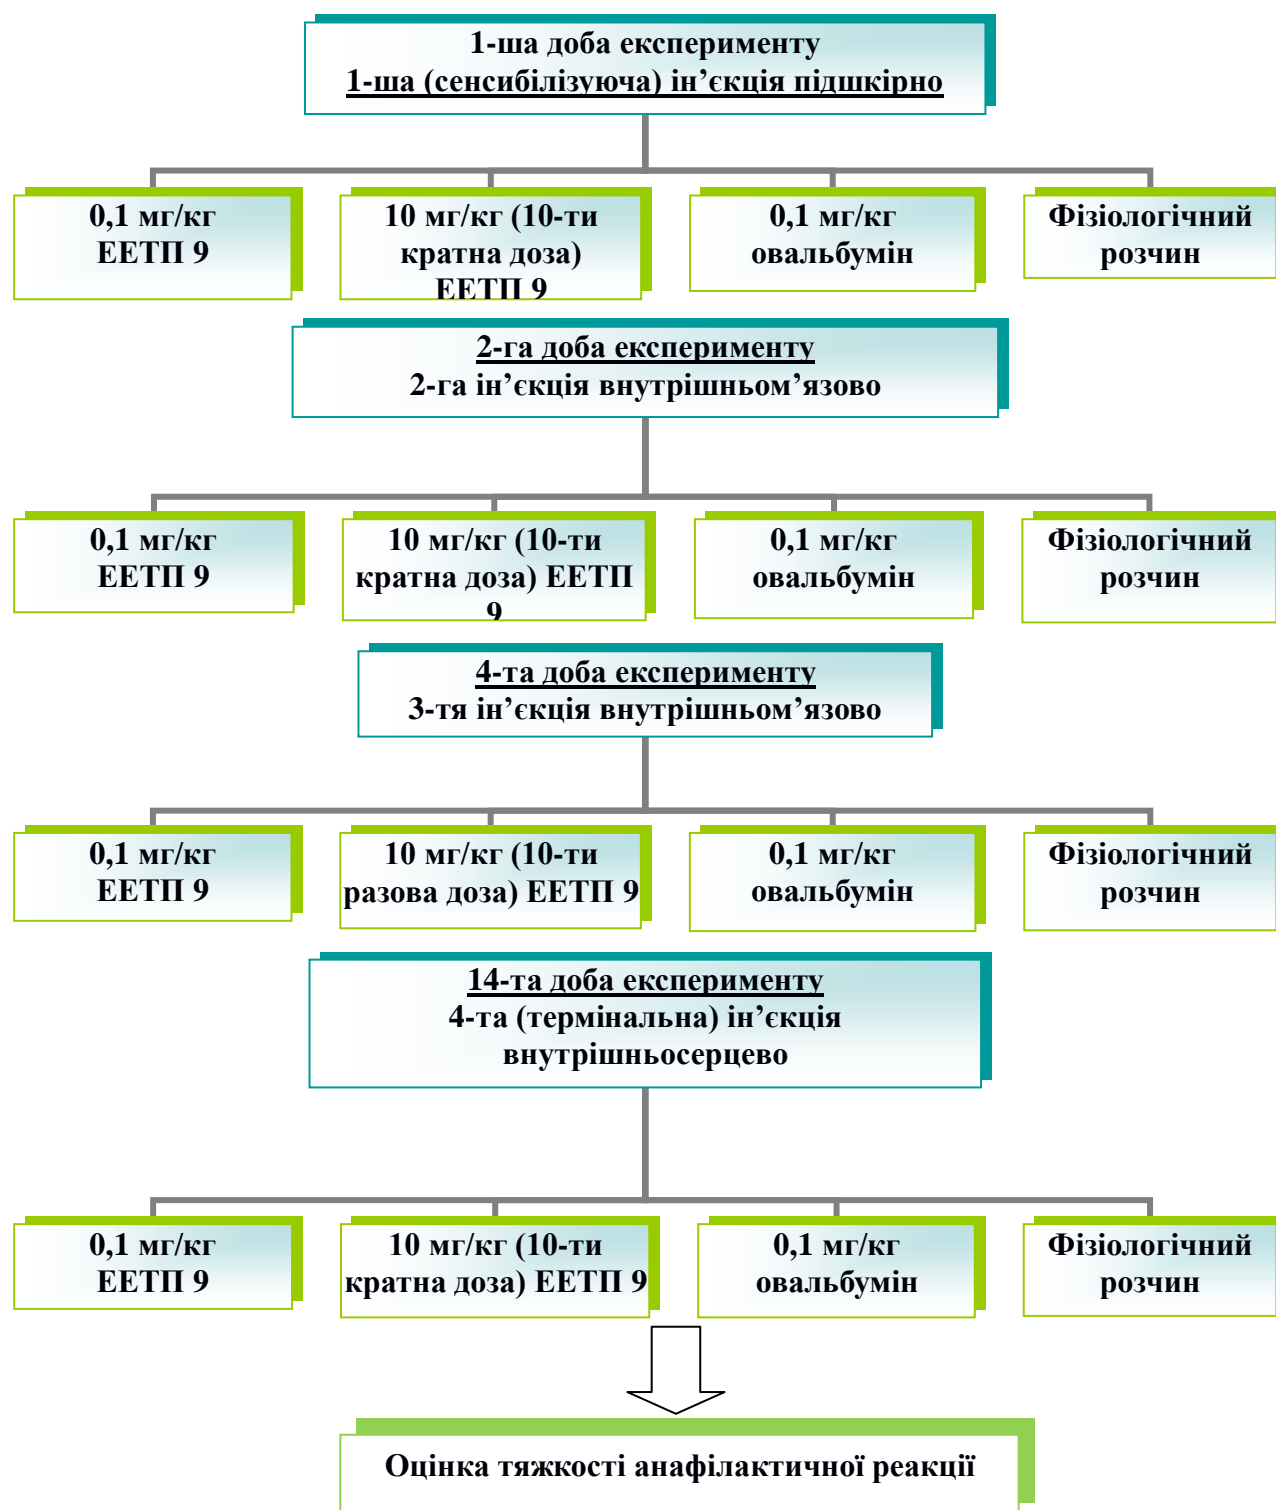 1-ша доба експерименту
1-ша (сенсибілізуюча) ін’єкція підшкірно
0,1 мг/кг
ЕЕТП 9
10 мг/кг (10-ти
кратна доза)
ЕЕТП 9
0,1 мг/кг
овальбумін
Фізіологічний
розчин
2-га доба експерименту
2-га ін’єкція внутрішньом’язово
0,1 мг/кг
ЕЕТП 9
10 мг/кг (10-ти
кратна доза) ЕЕТП
9
0,1 мг/кг
овальбумін
Фізіологічний
розчин
4-та доба експерименту
3-тя ін’єкція внутрішньом’язово
0,1 мг/кг
ЕЕТП 9
10 мг/кг (10-ти
разова доза) ЕЕТП 9
0,1 мг/кг
овальбумін
Фізіологічний
розчин
14-та доба експерименту
4-та (термінальна) ін’єкція
внутрішньосерцево
0,1 мг/кг
ЕЕТП 9
10 мг/кг (10-ти
кратна доза) ЕЕТП 9
0,1 мг/кг
овальбумін
Фізіологічний
розчин
Оцінка тяжкості анафілактичної реакції